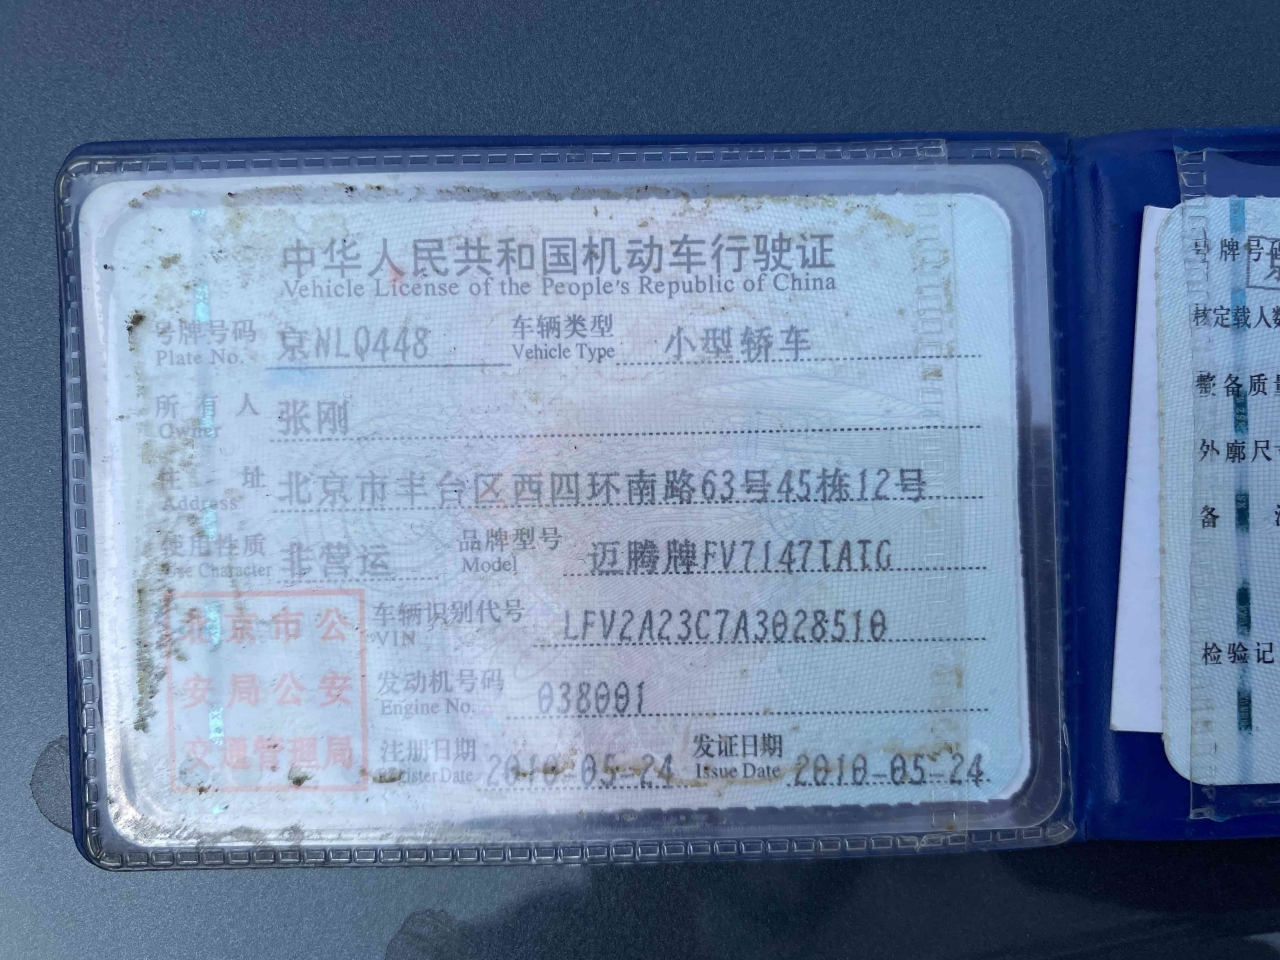 中华人民共和国机动车行驶证
Vehicle License of the People's Republic of China
号牌号码 京NLQ448 车辆类型 小型轿车
Plate No. Vehicle Type
所有人 张刚
Owner
住址 北京市丰台区西四环南路63号45栋12号
Address
使用性质 非营运 品牌型号 迈腾牌FV7147TATG
Use Character Model
车辆识别代号 LFV2A23C7A3028510
VIN
发动机号码 038001
Engine No.
注册日期 2010-05-24 发证日期 2010-05-24
Register Date Issue Date
北京市公
安局公安
交通管理局
号牌号码
核定载人数
整备质量
外廓尺寸
备
检验记